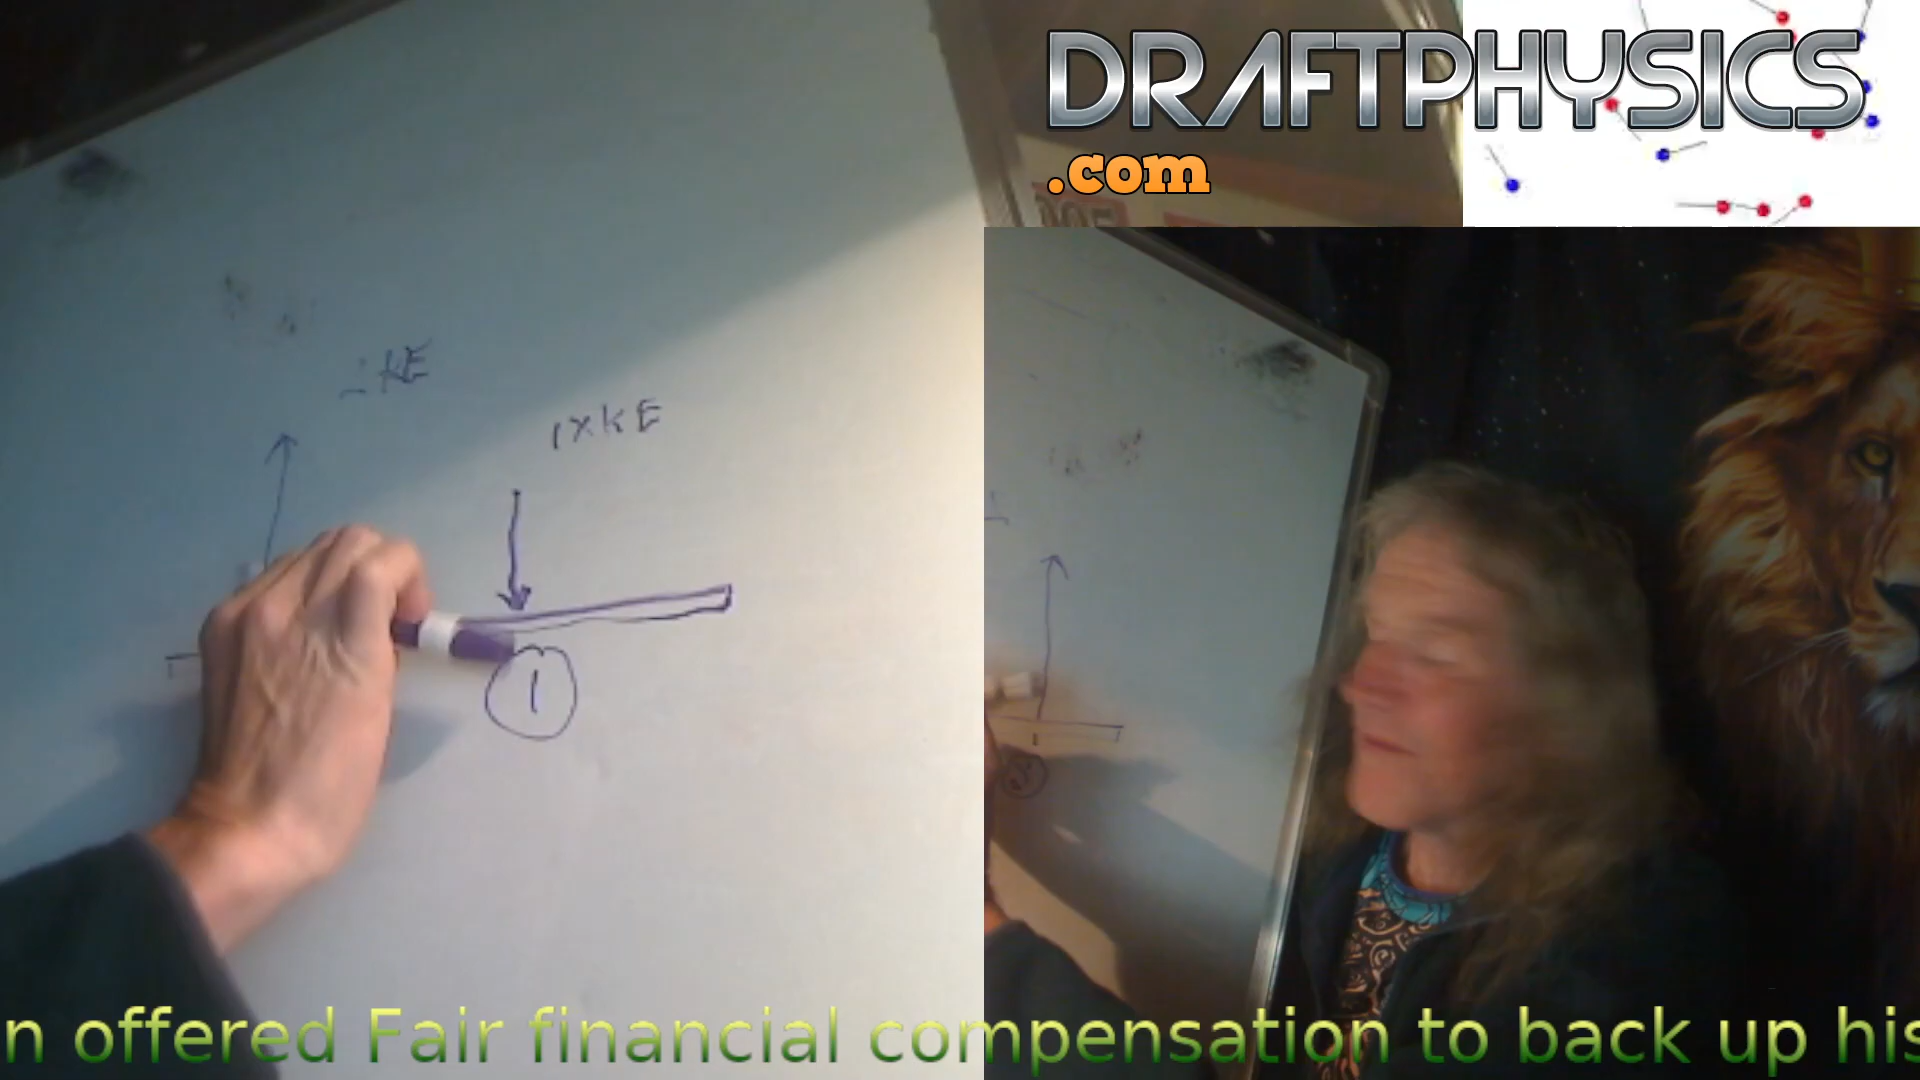 DRAFTPHYSICS
.com
KE
1XKE
1
n offered Fair financial compensation to back up his